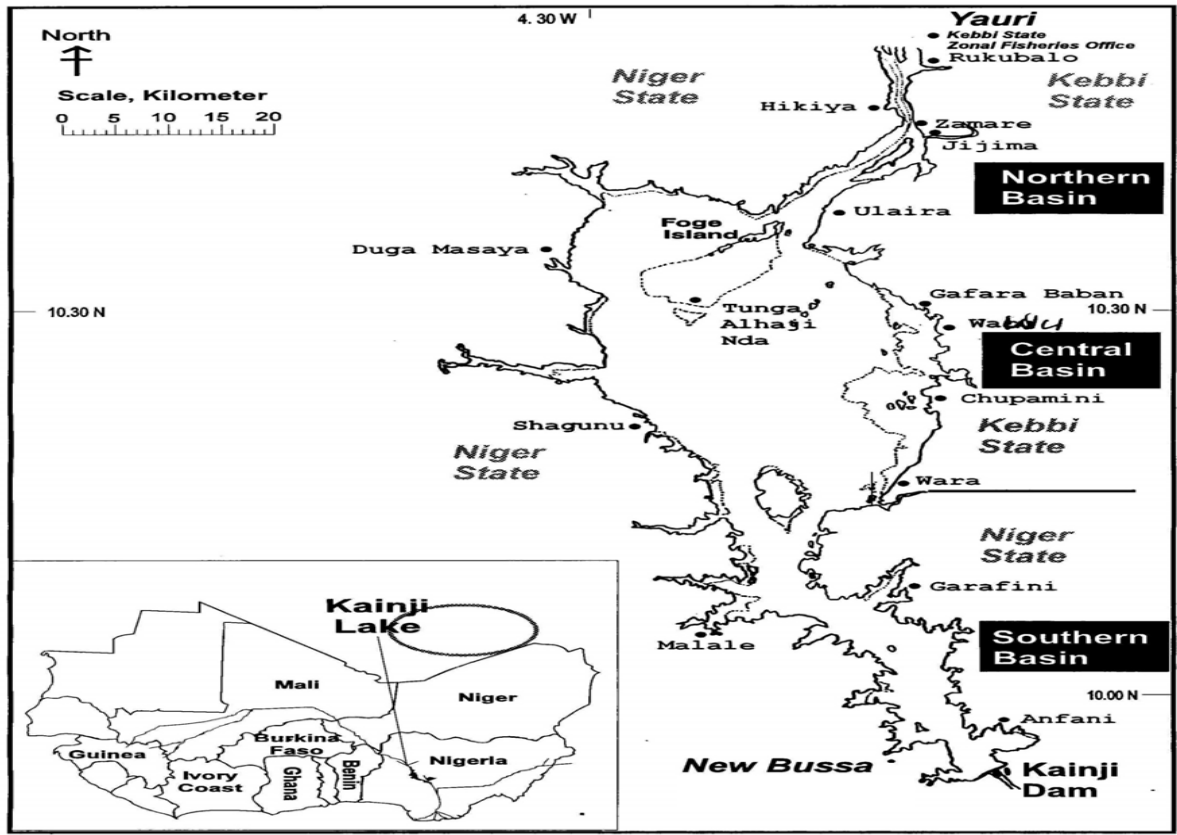 4. 30 W
North
Scale, Kilometer
0 5 10 15 20
Yauri
Kebbi State
Zonal Fisheries Office
Rukubalo
Niger
State
Kebbi
State
Hikiya
Zamare
Jijima
Northern
Basin
Ulaira
Foge
Island
Duga Masaya
Gafara Baban
10.30 N
Tunga
Alhaji
Nda
10.30 N
Central
Basin
Chupamini
Shagunu
Kebbi
State
Niger
State
Wara
Niger
State
Garafini
Malale
Southern
Basin
10.00 N
Anfani
New Bussa
Kainji
Dam
Kainji
Lake
Mali
Niger
Burkina
Faso
Guinea
Ivory
Coast
Ghana
Benin
Nigeria